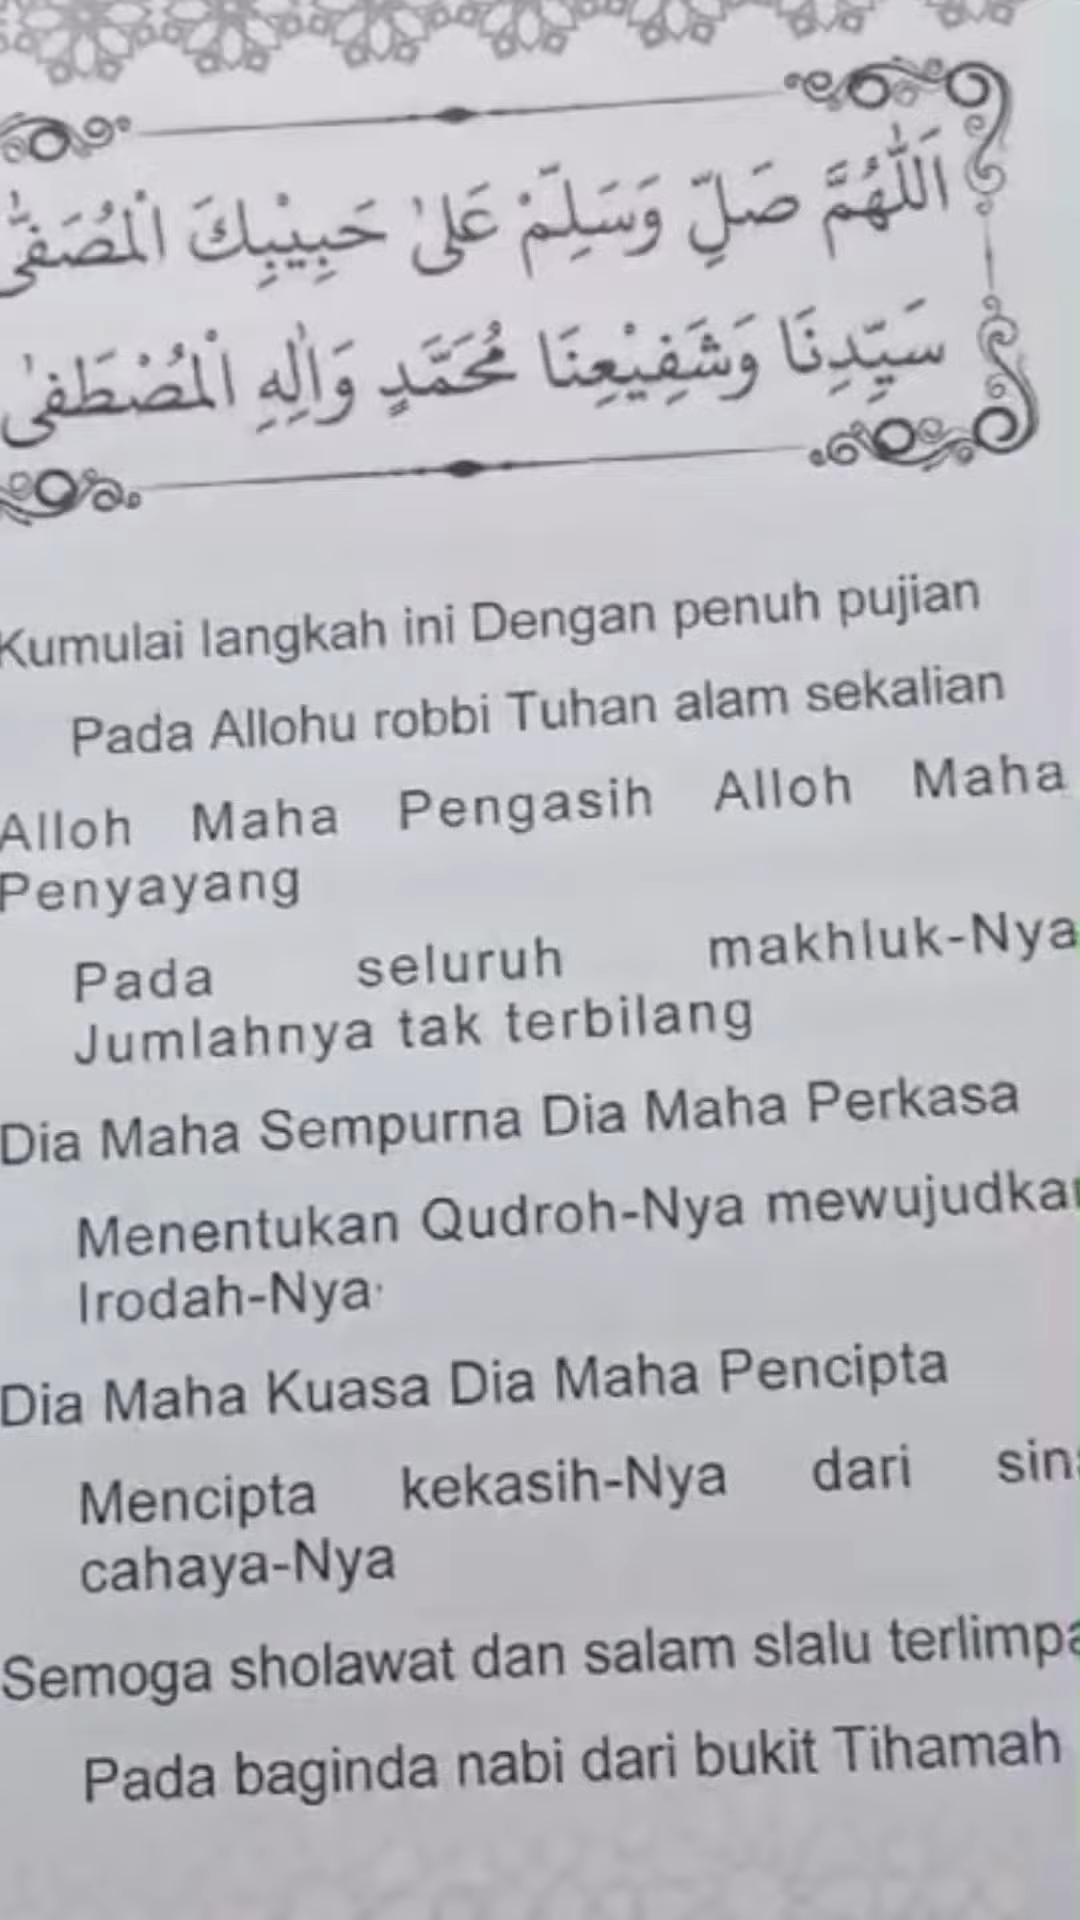 اَللّٰهُمَّ صَلِّ وَسَلِّمْ عَلىٰ حَبِيْبِكَ الْمُصَفّٰى
سَيِّدِنَا وَشَفِيْعِنَا مُحَمَّدٍ وَاٰلِهِ الْمُصْطَفىٰ
Kumulai langkah ini Dengan penuh pujian
Pada Allohu robbi Tuhan alam sekalian
Alloh Maha Pengasih Alloh Maha
Penyayang
Pada seluruh makhluk-Nya
Jumlahnya tak terbilang
Dia Maha Sempurna Dia Maha Perkasa
Menentukan Qudroh-Nya
Irodah-Nya
Dia Maha Kuasa Dia Maha Pencipta
Mencipta kekasih-Nya dari
cahaya-Nya
Semoga sholawat dan salam slalu
Pada baginda nabi dari bukit Tihamah